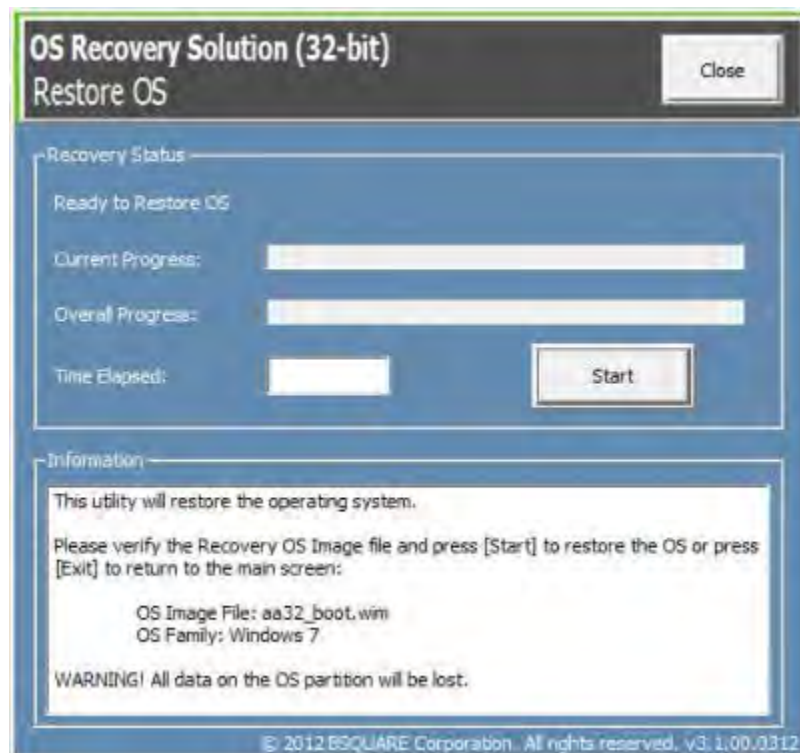 OS Recovery Solution (32-bit)
Restore OS
Close
Recovery Status
Ready to Restore OS
Current Progress:
Overall Progress:
Time Elapsed:
Start
Information
This utility will restore the operating system.
Please verify the Recovery OS Image file and press [Start] to restore the OS or press
[Exit] to return to the main screen:
OS Image File: aa32_boot.wim
OS Family: Windows 7
WARNING! All data on the OS partition will be lost.
© 2012 BSQUARE Corporation. All rights reserved. v3.1.00.0312